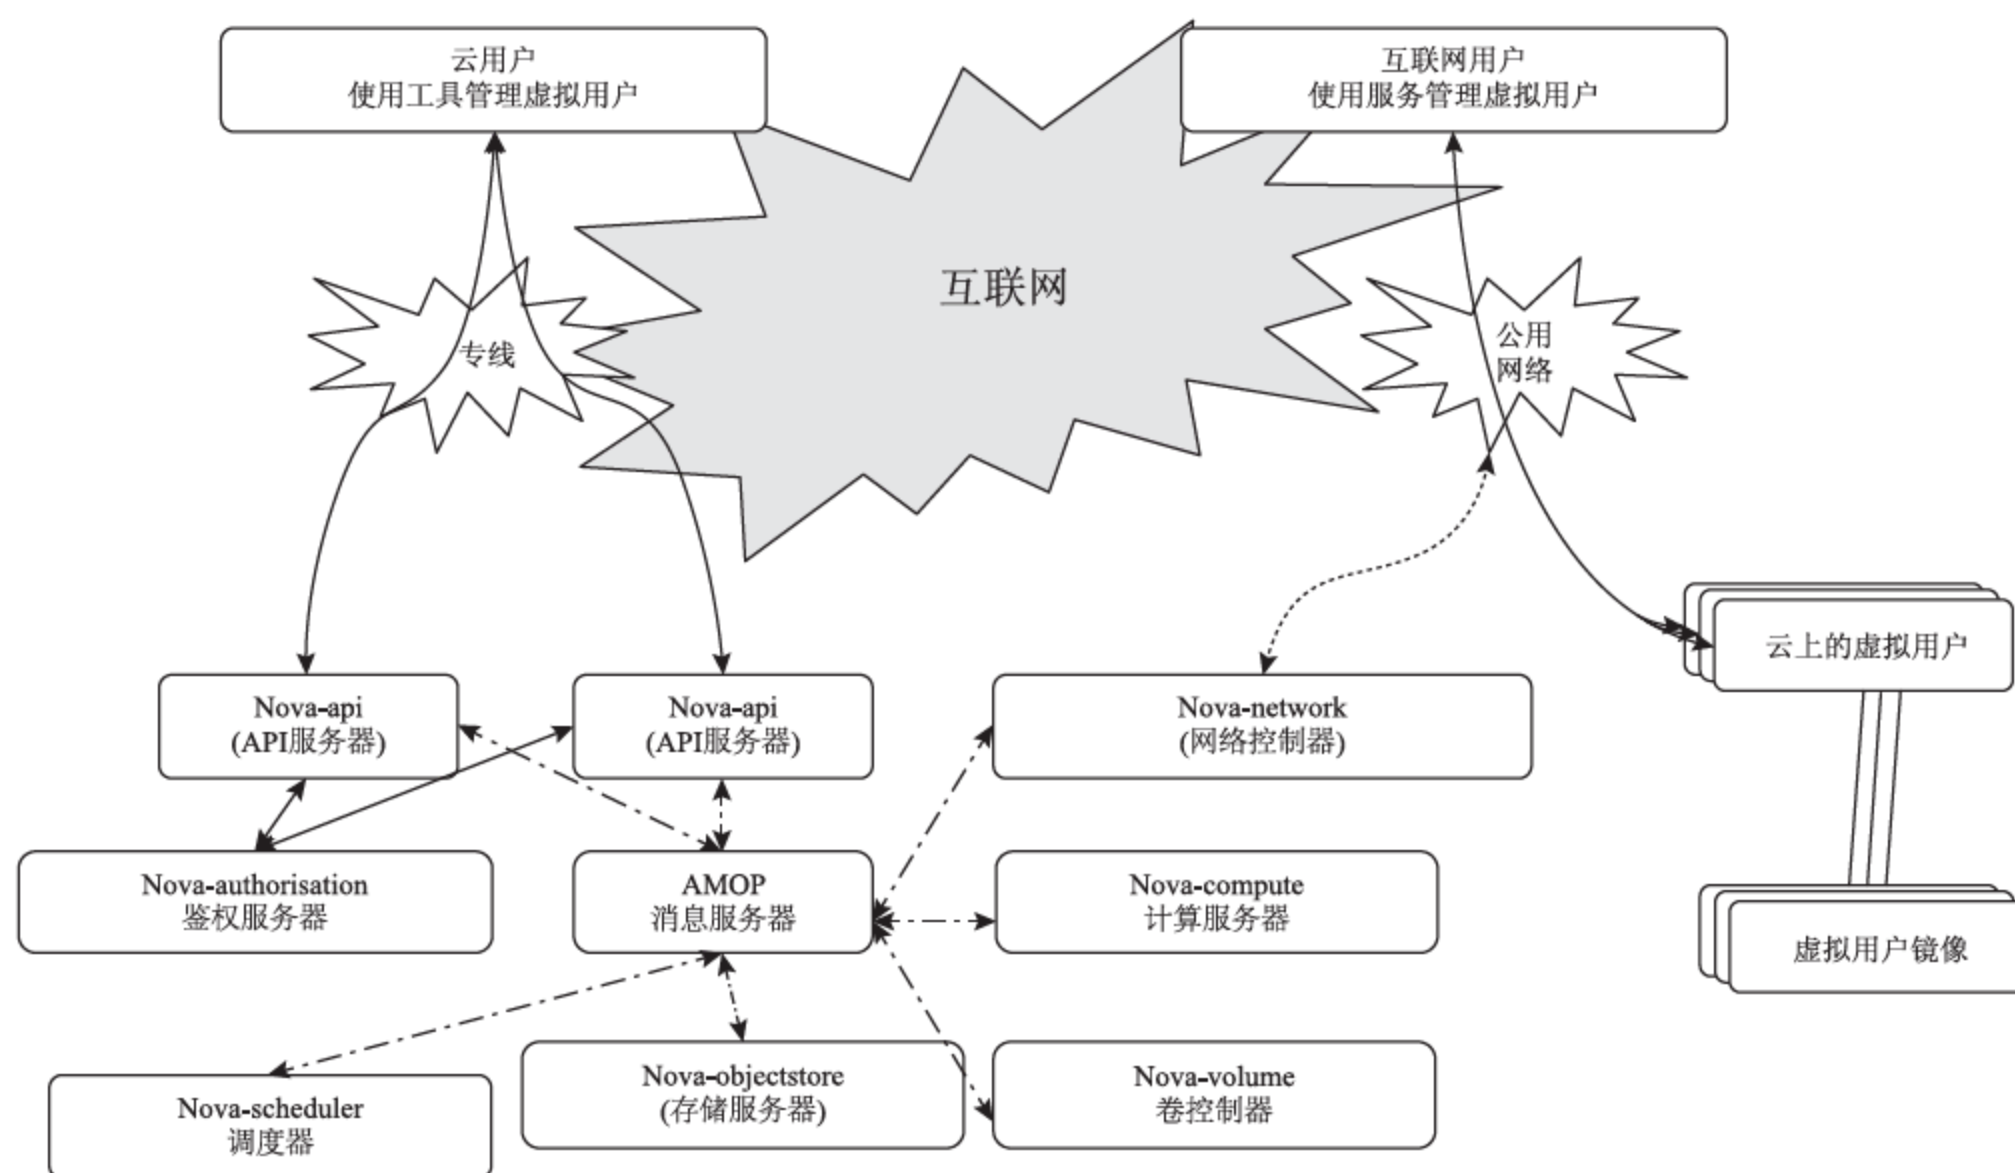 云用户
使用工具管理虚拟用户
互联网用户
使用服务管理虚拟用户
互联网
专线
公用
网络
云上的虚拟用户
Nova-api
(API服务器)
Nova-api
(API服务器)
Nova-network
(网络控制器)
Nova-authorisation
鉴权服务器
AMOP
消息服务器
Nova-compute
计算服务器
虚拟用户镜像
Nova-scheduler
调度器
Nova-objectstore
(存储服务器)
Nova-volume
卷控制器